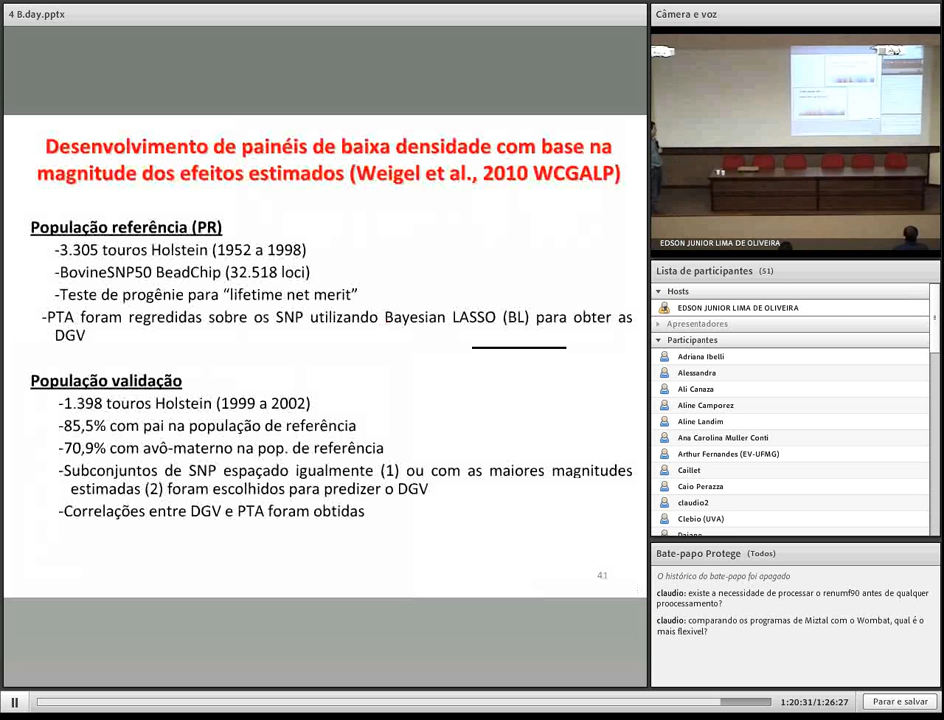 4 B.day.pptx
Desenvolvimento de painéis de baixa densidade com base na
magnitude dos efeitos estimados (Weigel et al., 2010 WCGALP)
População referência (PR)
-3.305 touros Holstein (1952 a 1998)
-BovineSNP50 BeadChip (32.518 loci)
-Teste de progênie para “lifetime net merit”
-PTA foram regredidas sobre os SNP utilizando Bayesian LASSO (BL) para obter as
DGV
População validação
-1.398 touros Holstein (1999 a 2002)
-85,5% com pai na população de referência
-70,9% com avô-materno na pop. de referência
-Subconjuntos de SNP espaçado igualmente (1) ou com as maiores magnitudes
estimadas (2) foram escolhidos para predizer o DGV
-Correlações entre DGV e PTA foram obtidas
41
Câmera e voz
EDSON JUNIOR LIMA DE OLIVEIRA
Lista de participantes (51)
Hosts
EDSON JUNIOR LIMA DE OLIVEIRA
Apresentadores
Participantes
Adriana Ibelli
Alessandra
Ali Canaza
Aline Camporez
Aline Landim
Ana Carolina Muller Conti
Arthur Fernandes (EV-UFMG)
Caillet
Caio Perazza
claudio2
Clebio (UVA)
Bate-papo Protege (Todos)
O histórico do bate-papo foi apagado
claudio: existe a necessidade de processar o renumf90 antes de qualquer
proocessamento?
claudio: comparando os programas de Miztal com o Wombat, qual é o
mais flexivel?
1:20:31/1:26:27
Parar e salvar